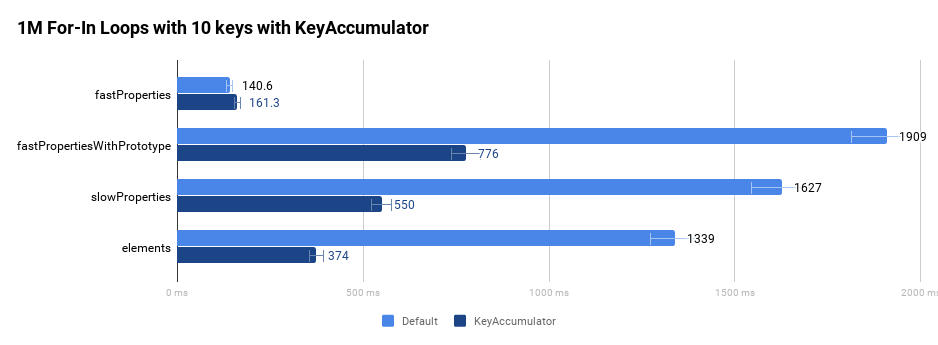 1M For-In Loops with 10 keys with KeyAccumulator
fastProperties
140.6
161.3
fastPropertiesWithPrototype
1909
776
slowProperties
1627
550
elements
1339
374
0 ms 500 ms 1000 ms 1500 ms 2000 m
Default KeyAccumulator